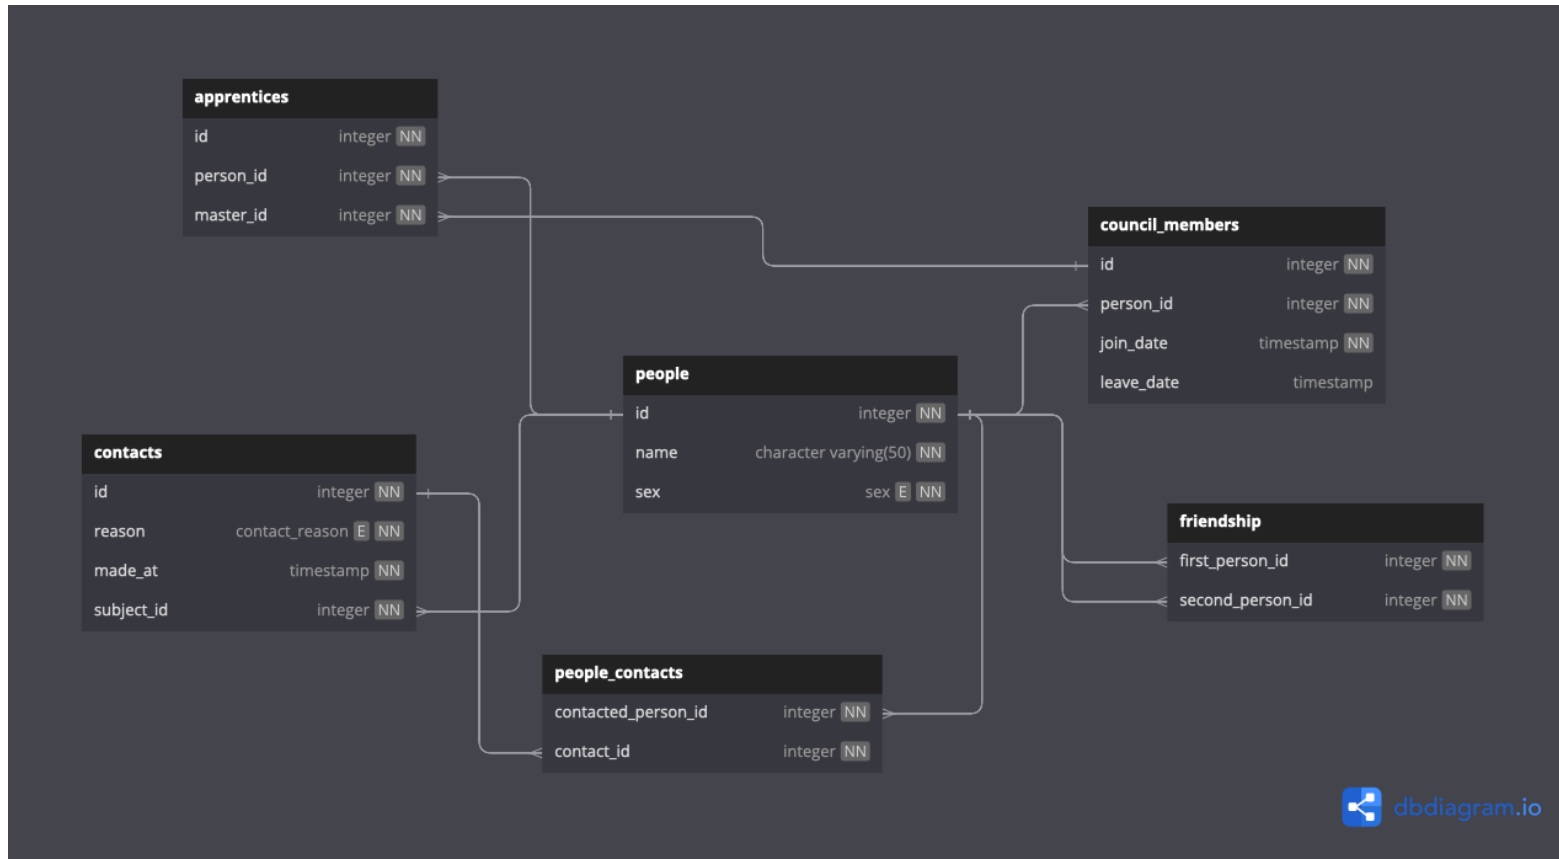 apprentices
id integer NN
person_id integer NN
master_id integer NN
council_members
id integer NN
person_id integer NN
join_date timestamp NN
leave_date timestamp
people
id integer NN
name character varying(50) NN
sex sex E NN
contacts
id integer NN
reason contact_reason E NN
made_at timestamp NN
subject_id integer NN
friendship
first_person_id integer NN
second_person_id integer NN
people_contacts
contacted_person_id integer NN
contact_id integer NN
dbdiagram.io